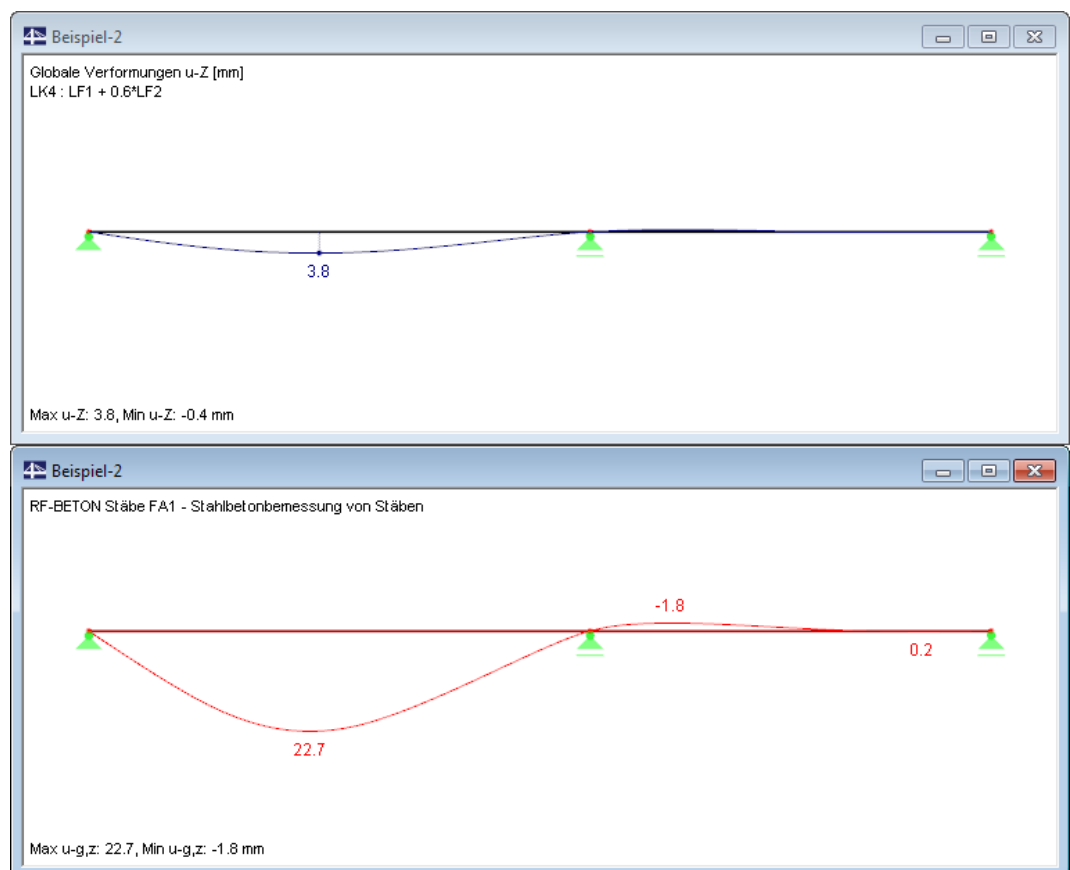 Beispiel-2
Globale Verformungen u-Z [mm]
LK4 : LF1 + 0.6*LF2
3.8
Max u-Z: 3.8, Min u-Z: -0.4 mm
Beispiel-2
RF-BETON Stäbe FA1 - Stahlbetonbemessung von Stäben
-1.8
0.2
22.7
Max u-g,z: 22.7, Min u-g,z: -1.8 mm